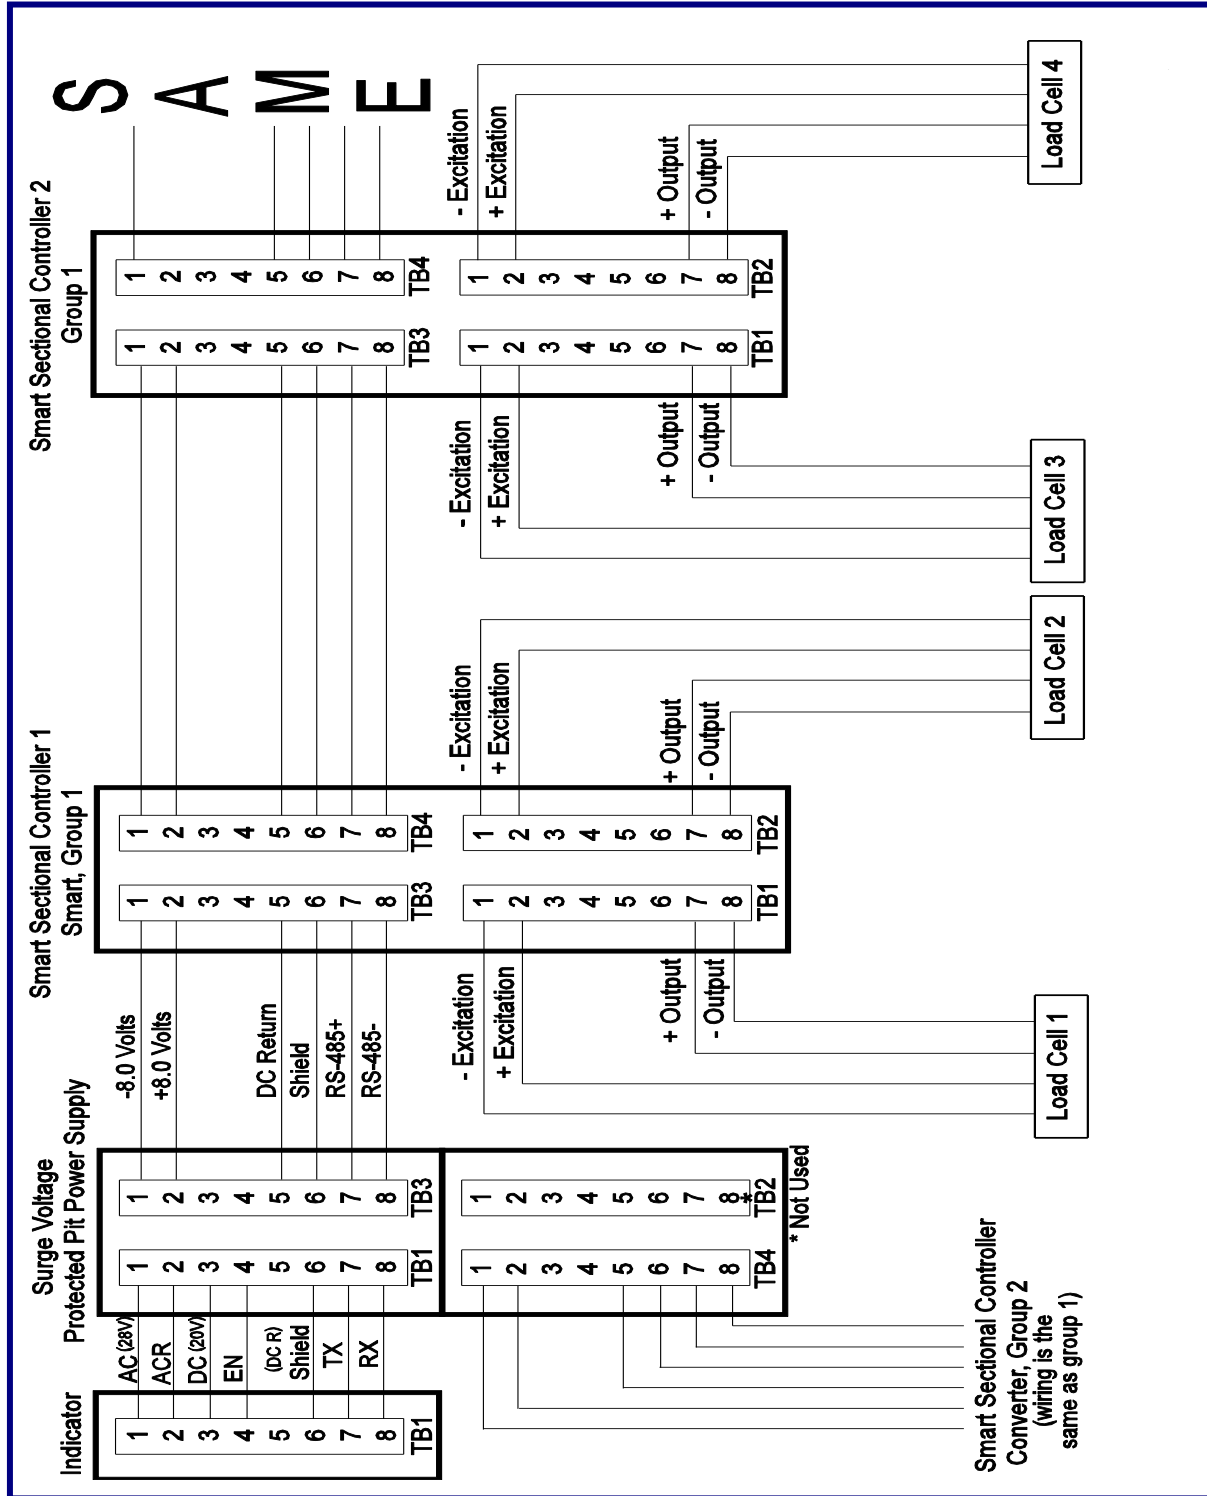 Indicator
1
2
3
4
5
6
7
8
TB1
AC (28V)
ACR
DC (20V)
EN
(DC R)
Shield
TX
RX
Surge Voltage
Protected Pit Power Supply
1
2
3
4
5
6
7
8
TB1
1
2
3
4
5
6
7
8
TB3
1
2
3
4
5
6
7
8
TB4
1
2
3
4
5
6
7
8
*
TB2
* Not Used
Smart Sectional Controller
Converter, Group 2
(wiring is the
same as group 1)
-8.0 Volts
+8.0 Volts
DC Return
Shield
RS-485+
RS-485-
Smart Sectional Controller 1
Smart, Group 1
1
2
3
4
5
6
7
8
TB3
1
2
3
4
5
6
7
8
TB4
1
2
3
4
5
6
7
8
TB1
1
2
3
4
5
6
7
8
TB2
- Excitation
+ Excitation
+ Output
- Output
Load Cell 1
- Excitation
+ Excitation
+ Output
- Output
Load Cell 2
Smart Sectional Controller 2
Group 1
1
2
3
4
5
6
7
8
TB3
1
2
3
4
5
6
7
8
TB4
1
2
3
4
5
6
7
8
TB1
1
2
3
4
5
6
7
8
TB2
- Excitation
+ Excitation
+ Output
- Output
Load Cell 3
- Excitation
+ Excitation
+ Output
- Output
Load Cell 4
S
A
M
E